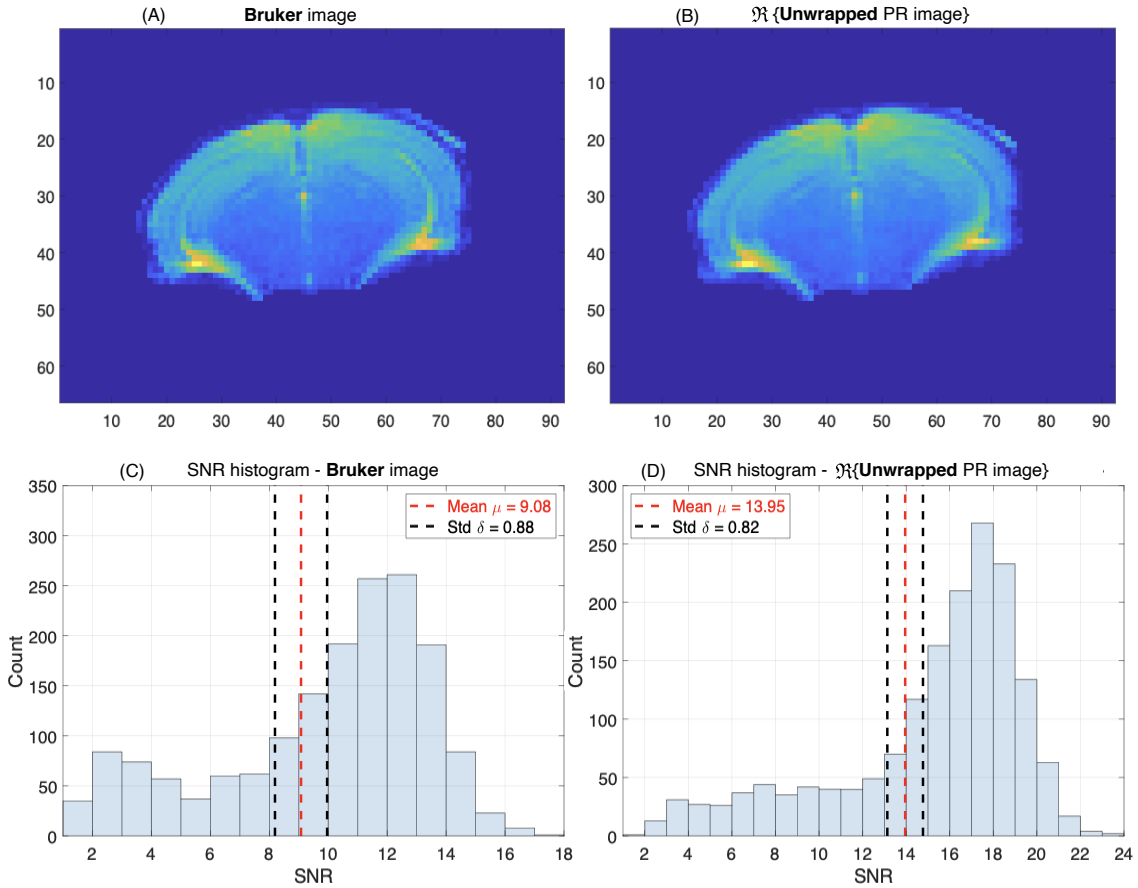 (A) Bruker image
(B) ℜ{Unwrapped PR image}
10
20
30
40
50
60
10 20 30 40 50 60 70 80 90
10
20
30
40
50
60
10 20 30 40 50 60 70 80 90
(C) SNR histogram - Bruker image
350
300
250
200
150
100
50
0
Count
Mean μ = 9.08
Std δ = 0.88
2 4 6 8 10 12 14 16 18
SNR
(D) SNR histogram - ℜ{Unwrapped PR image}
300
250
200
150
100
50
0
Count
Mean μ = 13.95
Std δ = 0.82
2 4 6 8 10 12 14 16 18 20 22 24
SNR